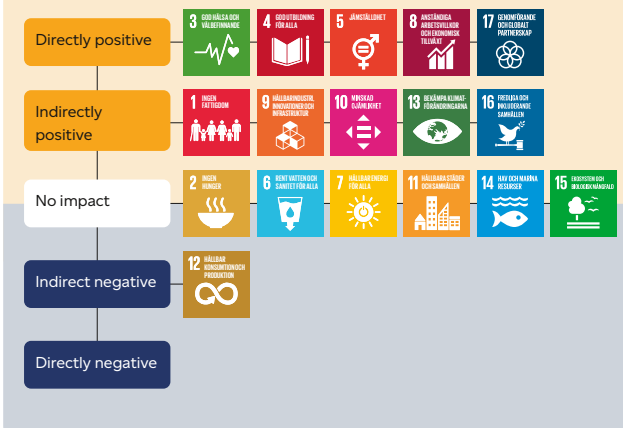 Directly positive
3 GOD HÄLSA OCH
VÄLBEFINNANDE
4 GOD UTBILDNING
FÖR ALLA
5 JÄMSTÄLLDHET
8 ANSTÄNDIGA
ARBETSVILLKOR
OCH EKONOMISK
TILLVÄXT
17 GENOMFÖRANDE
OCH GLOBALT
PARTNERSKAP
Indirectly
positive
1 INGEN
FATTIGDOM
9 HÅLLBAR INDUSTRI,
INNOVATIONER OCH
INFRASTRUKTUR
10 MINSKAD
OJÄMLIKHET
13 BEKÄMPA KLIMAT-
FÖRÄNDRINGARNA
16 FREDLIGA OCH
INKLUDERANDE
SAMHÄLLEN
No impact
2 INGEN
HUNGER
6 RENT VATTEN OCH
SANITET FÖR ALLA
7 HÅLLBAR ENERGI
FÖR ALLA
11 HÅLLBARA STÄDER
OCH SAMHÄLLEN
14 HAV OCH MARINA
RESURSER
15 EKOSYSTEM OCH
BIOLOGISK MÅNGFALD
Indirect negative
12 HÅLLBAR
KONSUMTION OCH
PRODUKTION
Directly negative